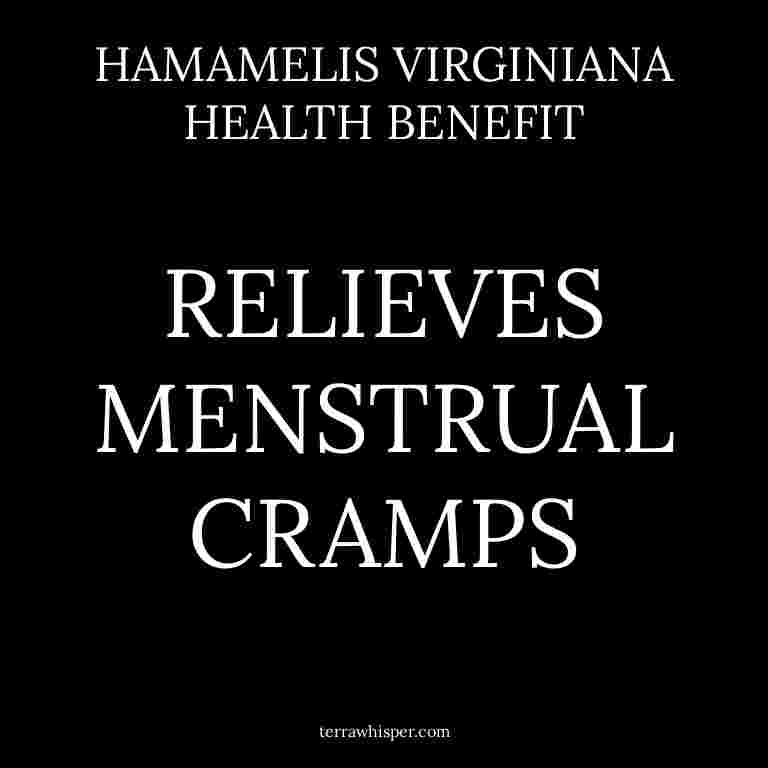 HAMAMELIS VIRGINIANA
HEALTH BENEFIT
RELIEVES
MENSTRUAL
CRAMPS
terrawhisper.com